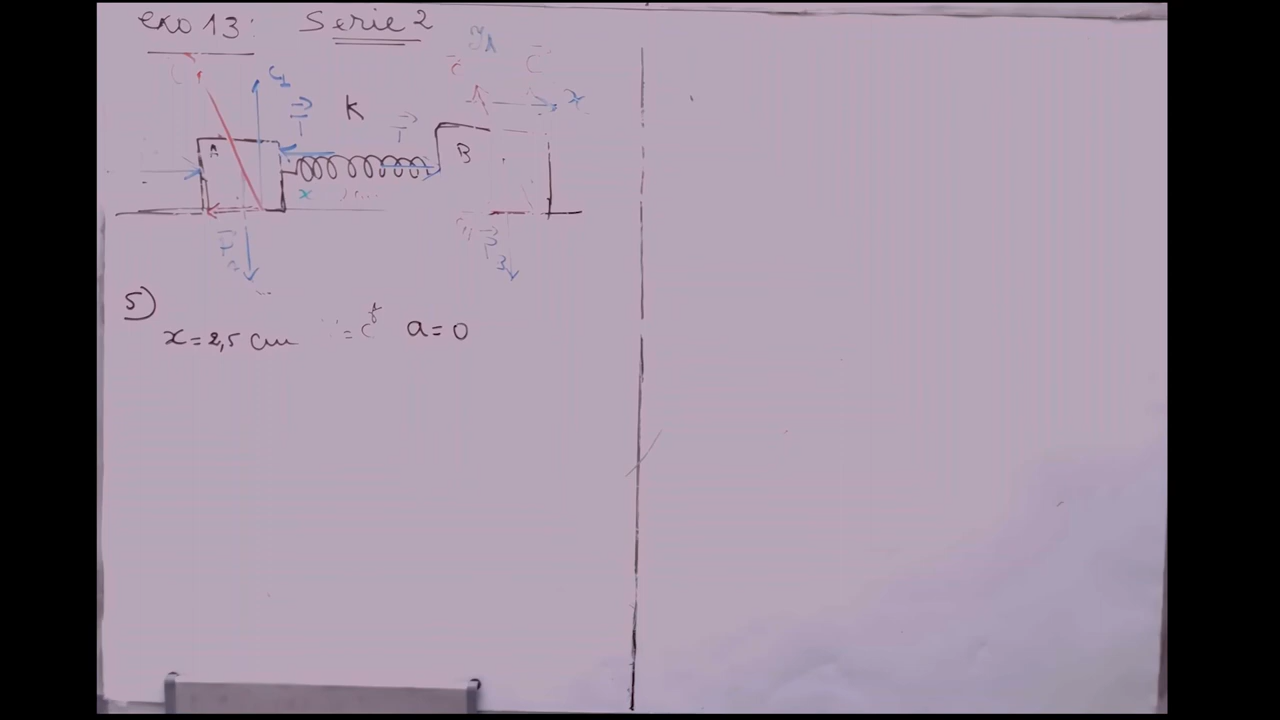 exo 13: Serie 2
K
A
B
x
x
5)
x = 2,5 cm = c^t a = 0